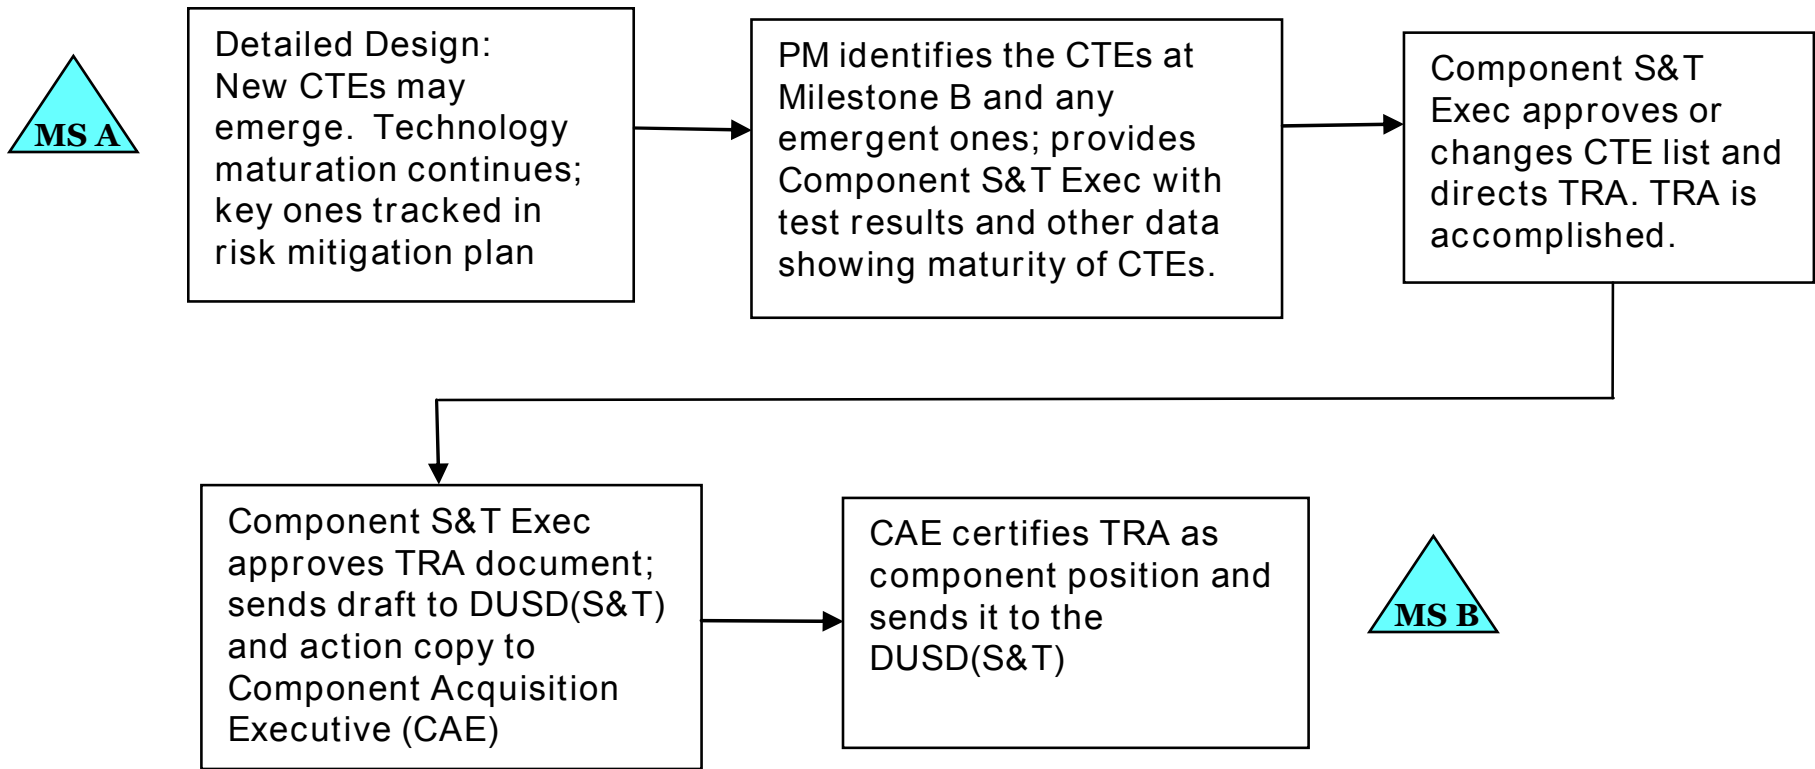 MS A
Detailed Design:
New CTEs may
emerge. Technology
maturation continues;
key ones tracked in
risk mitigation plan
PM identifies the CTEs at
Milestone B and any
emergent ones; provides
Component S&T Exec with
test results and other data
showing maturity of CTEs.
Component S&T
Exec approves or
changes CTE list and
directs TRA. TRA is
accomplished.
Component S&T Exec
approves TRA document;
sends draft to DUSD(S&T)
and action copy to
Component Acquisition
Executive (CAE)
CAE certifies TRA as
component position and
sends it to the
DUSD(S&T)
MS B